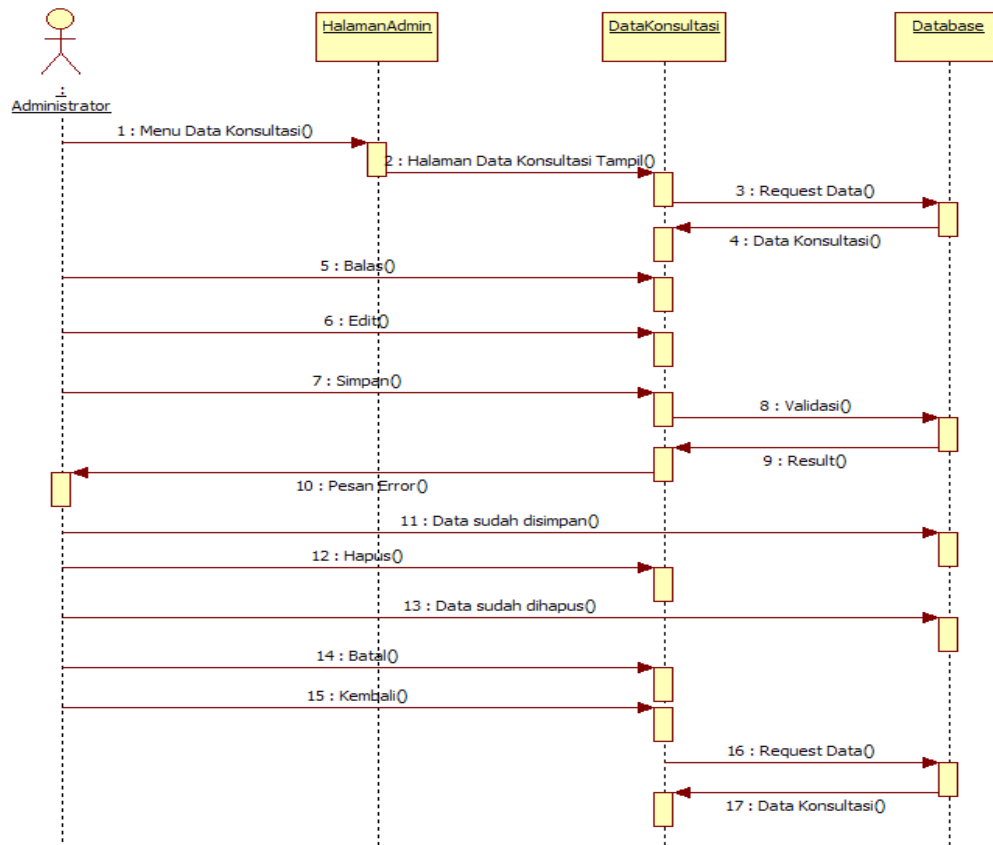 HalamanAdmin
DataKonsultasi
Database
:
Administrator
1 : Menu Data Konsultasi()
2 : Halaman Data Konsultasi Tampil()
3 : Request Data()
4 : Data Konsultasi()
5 : Balas()
6 : Edit()
7 : Simpan()
8 : Validasi()
9 : Result()
10 : Pesan Error()
11 : Data sudah disimpan()
12 : Hapus()
13 : Data sudah dihapus()
14 : Batal()
15 : Kembali()
16 : Request Data()
17 : Data Konsultasi()